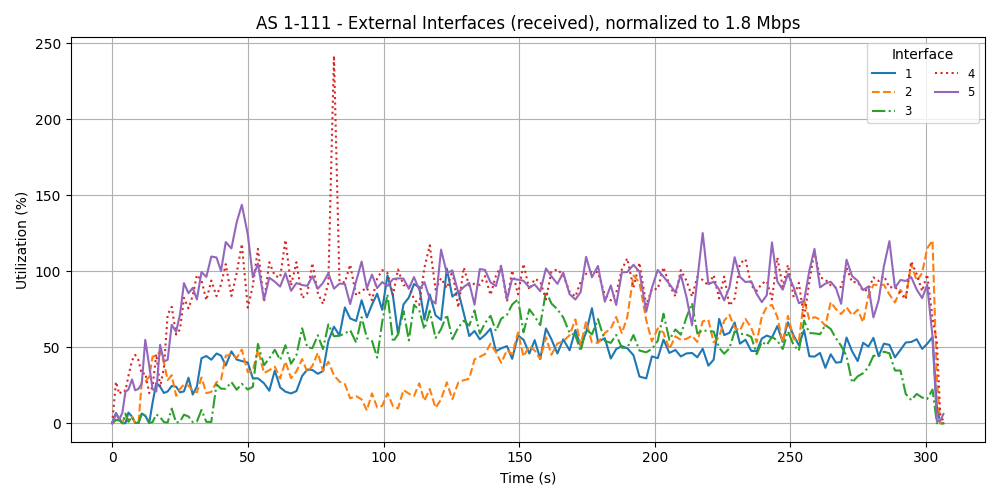 AS 1-111 - External Interfaces (received), normalized to 1.8 Mbps
Utilization (%)
250
200
150
100
50
0
Interface
1 4
2 5
3
0 50 100 150 200 250 300
Time (s)